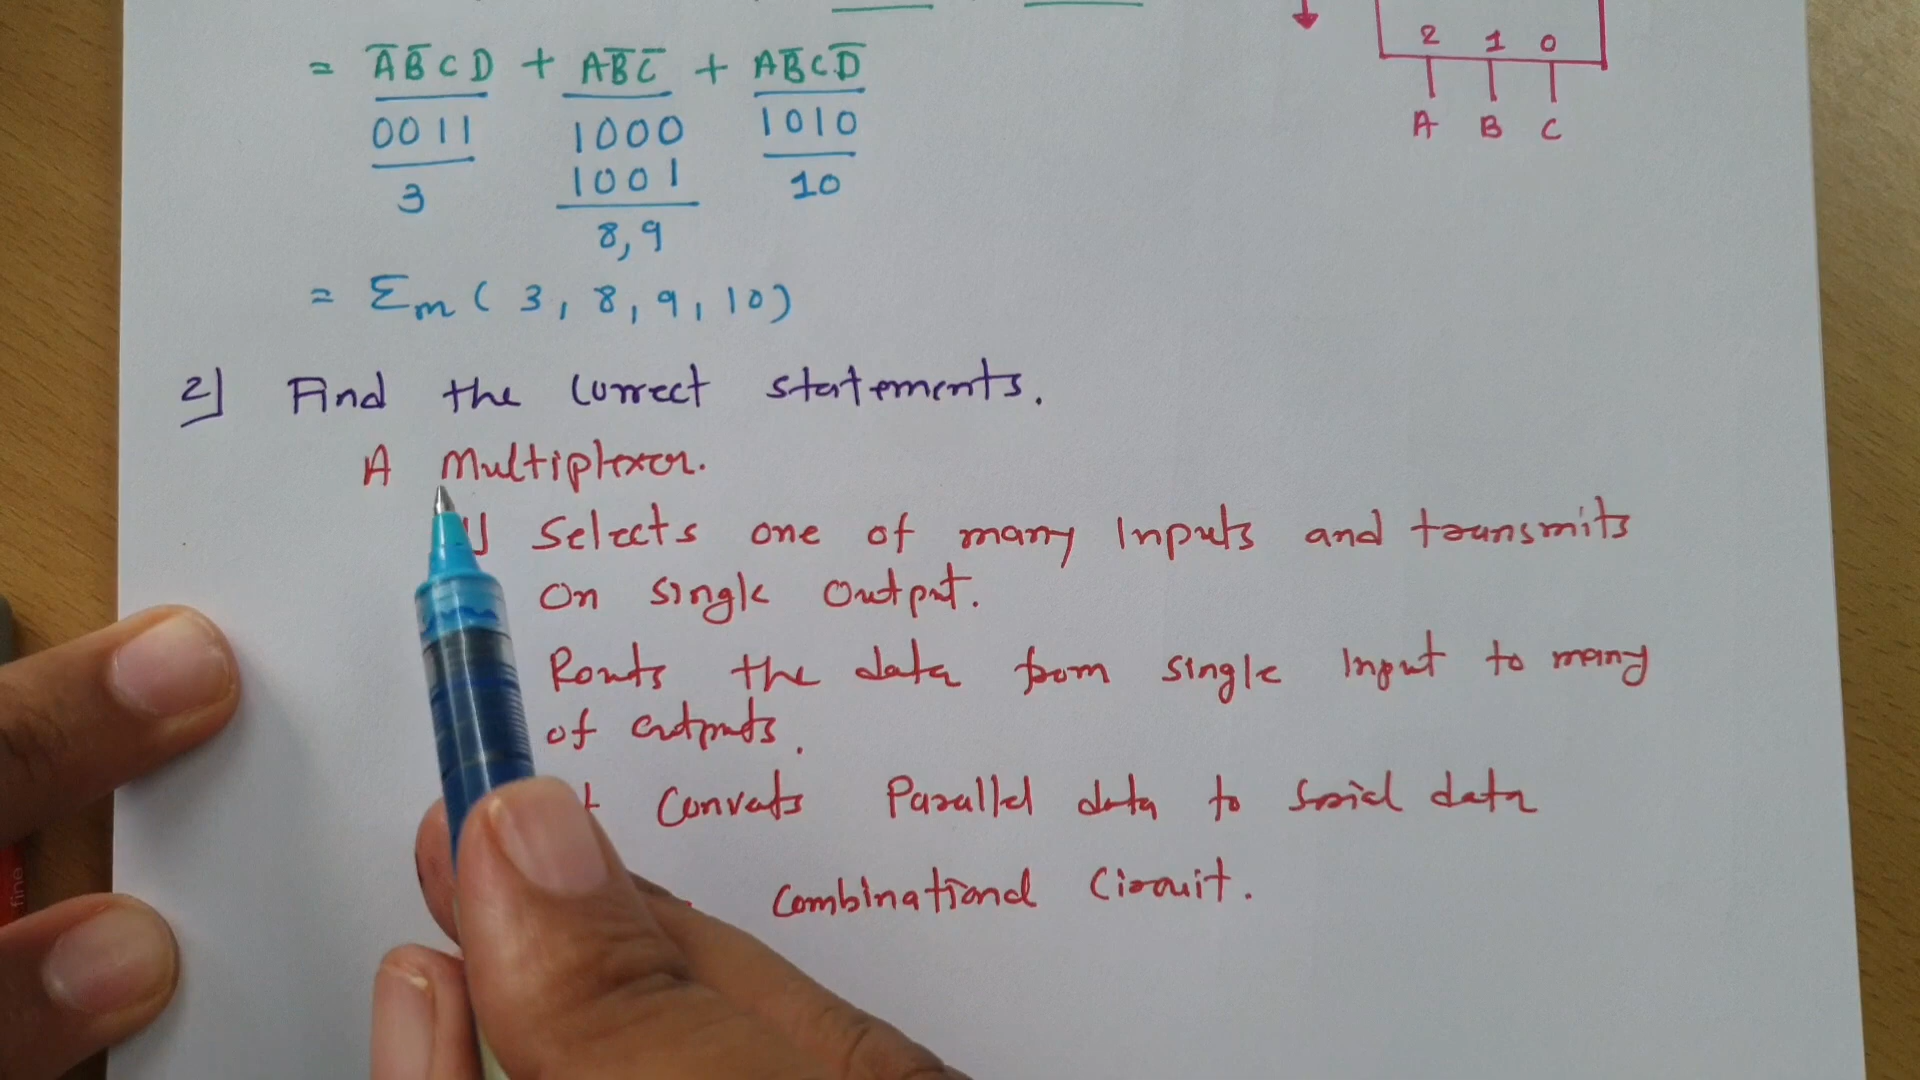 2 1 0
A B C
= A̅B̅CD + AB̅C̅ + AB̅CD̅
0011 1000 1010
1001
3 8,9 10
= Σm ( 3, 8, 9, 10)
2] Find the correct statements.
A Multiplexer.
Selects one of many Inputs and transmits
on single output.
Routs the data from single Input to many
of outputs.
Converts Parallel data to serial data
Combinational Circuit.
fine